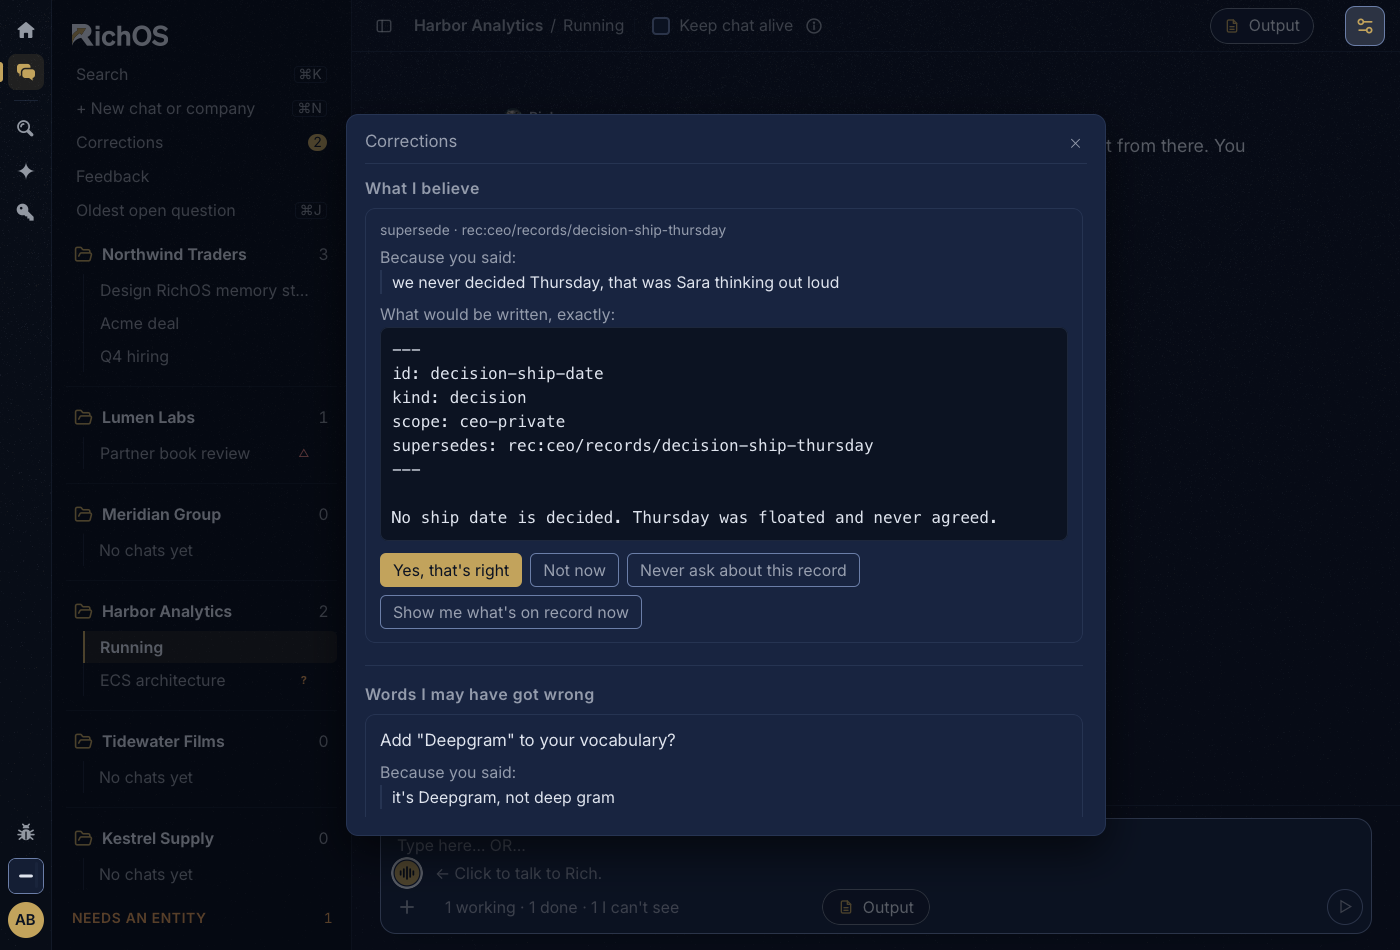 RichOS
Search ⌘K
+ New chat or company ⌘N
Corrections 2
Feedback
Oldest open question ⌘J
Northwind Traders 3
Design RichOS memory st...
Acme deal
Q4 hiring
Lumen Labs 1
Partner book review
Meridian Group 0
No chats yet
Harbor Analytics 2
Running
ECS architecture ?
Tidewater Films 0
No chats yet
Kestrel Supply 0
No chats yet
NEEDS AN ENTITY 1
AB
Harbor Analytics / Running
Keep chat alive
Output
t from there. You
Corrections
What I believe
supersede · rec:ceo/records/decision-ship-thursday
Because you said:
we never decided Thursday, that was Sara thinking out loud
What would be written, exactly:
---
id: decision-ship-date
kind: decision
scope: ceo-private
supersedes: rec:ceo/records/decision-ship-thursday
---
No ship date is decided. Thursday was floated and never agreed.
Yes, that's right
Not now
Never ask about this record
Show me what's on record now
Words I may have got wrong
Add "Deepgram" to your vocabulary?
Because you said:
it's Deepgram, not deep gram
Type here... OR...
← Click to talk to Rich.
1 working · 1 done · 1 I can't see
Output